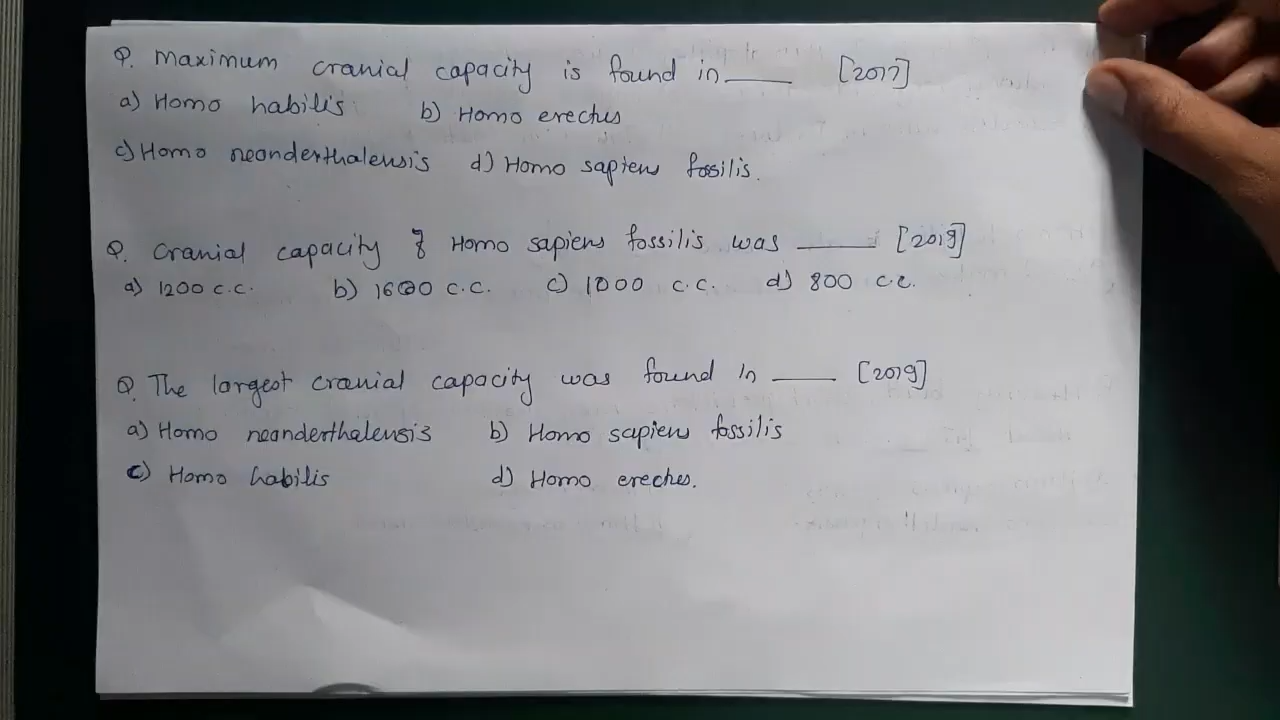 Q. Maximum cranial capacity is found in ____ [2017]
a) Homo habilis b) Homo erectus
c) Homo neanderthalensis d) Homo sapiens fossilis.
Q. Cranial capacity of Homo sapiens fossilis was ____ [2019]
a) 1200 c.c. b) 1600 c.c. c) 1000 c.c. d) 800 c.c.
Q. The largest cranial capacity was found in ____ [2019]
a) Homo neanderthalensis b) Homo sapiens fossilis
c) Homo habilis d) Homo erectus.